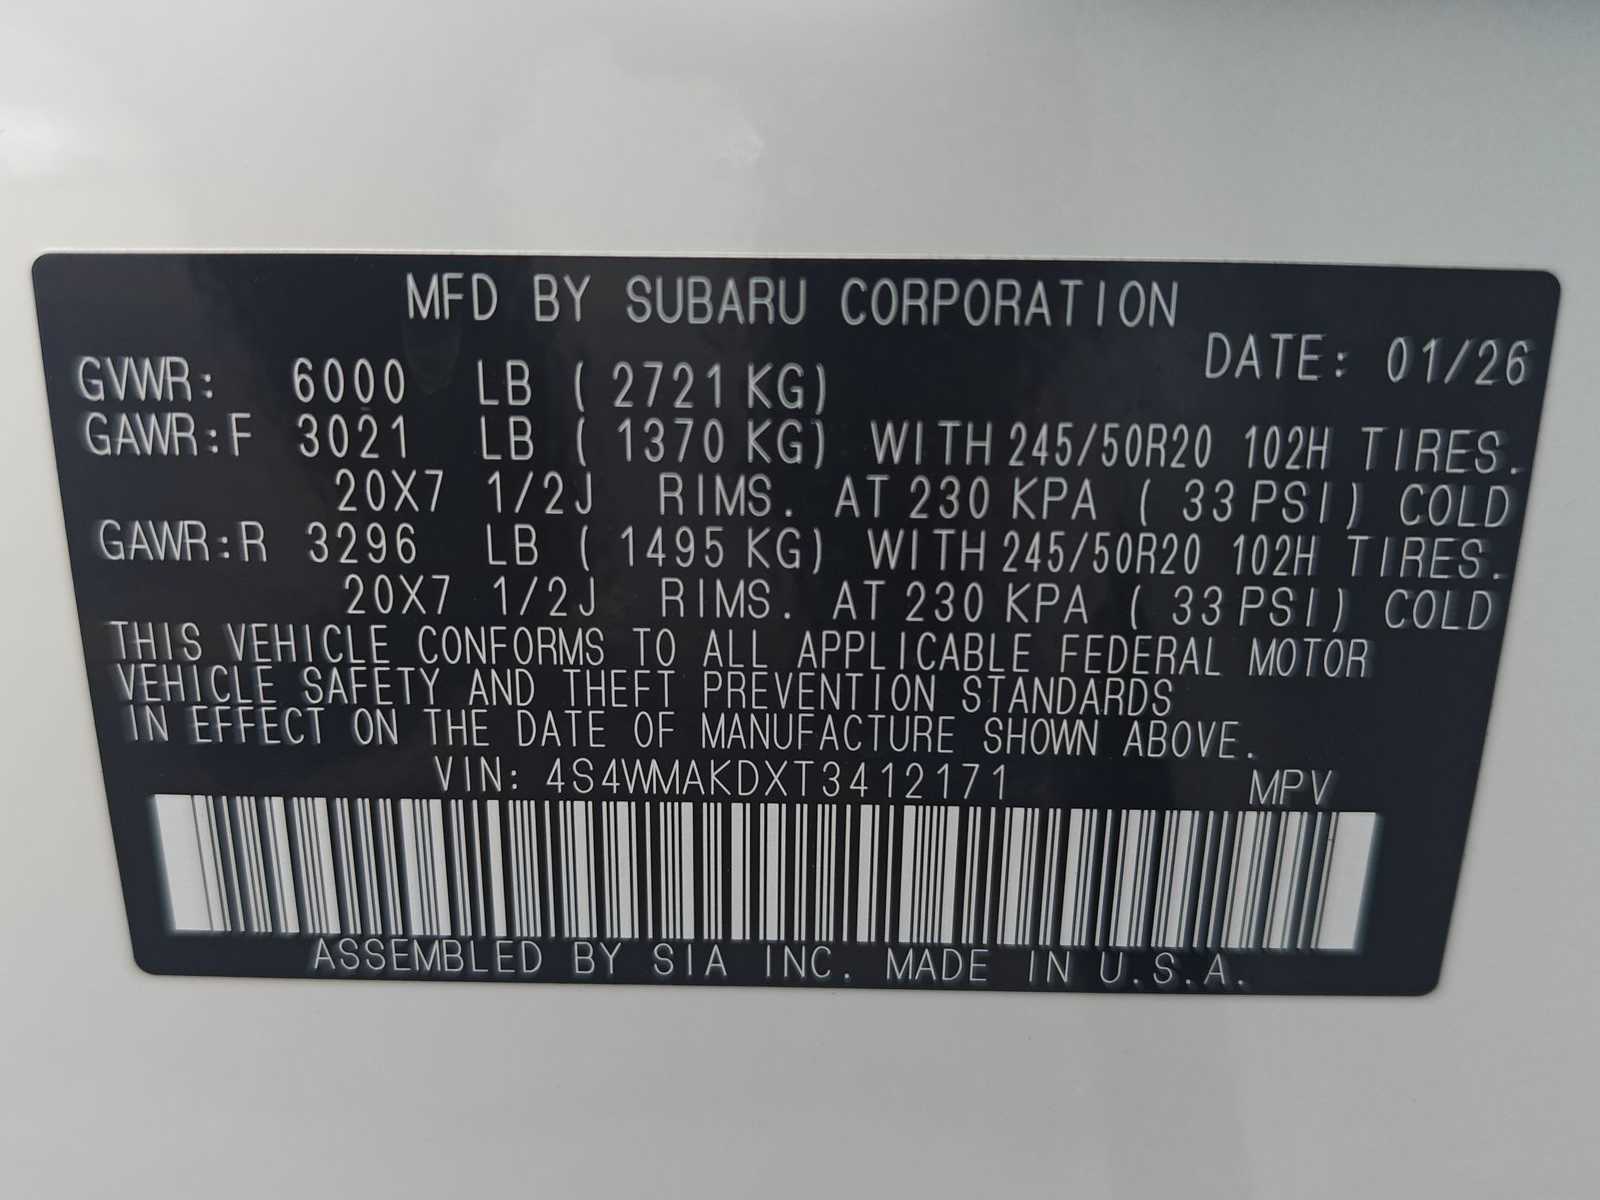 MFD BY SUBARU CORPORATION
DATE: 01/26
GVWR: 6000 LB ( 2721 KG)
GAWR:F 3021 LB ( 1370 KG) WITH 245/50R20 102H TIRES.
20X7 1/2J RIMS. AT 230 KPA ( 33 PSI) COLD
GAWR:R 3296 LB ( 1495 KG) WITH 245/50R20 102H TIRES.
20X7 1/2J RIMS. AT 230 KPA ( 33 PSI) COLD
THIS VEHICLE CONFORMS TO ALL APPLICABLE FEDERAL MOTOR
VEHICLE SAFETY AND THEFT PREVENTION STANDARDS
IN EFFECT ON THE DATE OF MANUFACTURE SHOWN ABOVE.
VIN: 4S4WMAKDXT3412171 MPV
ASSEMBLED BY SIA INC. MADE IN U.S.A.